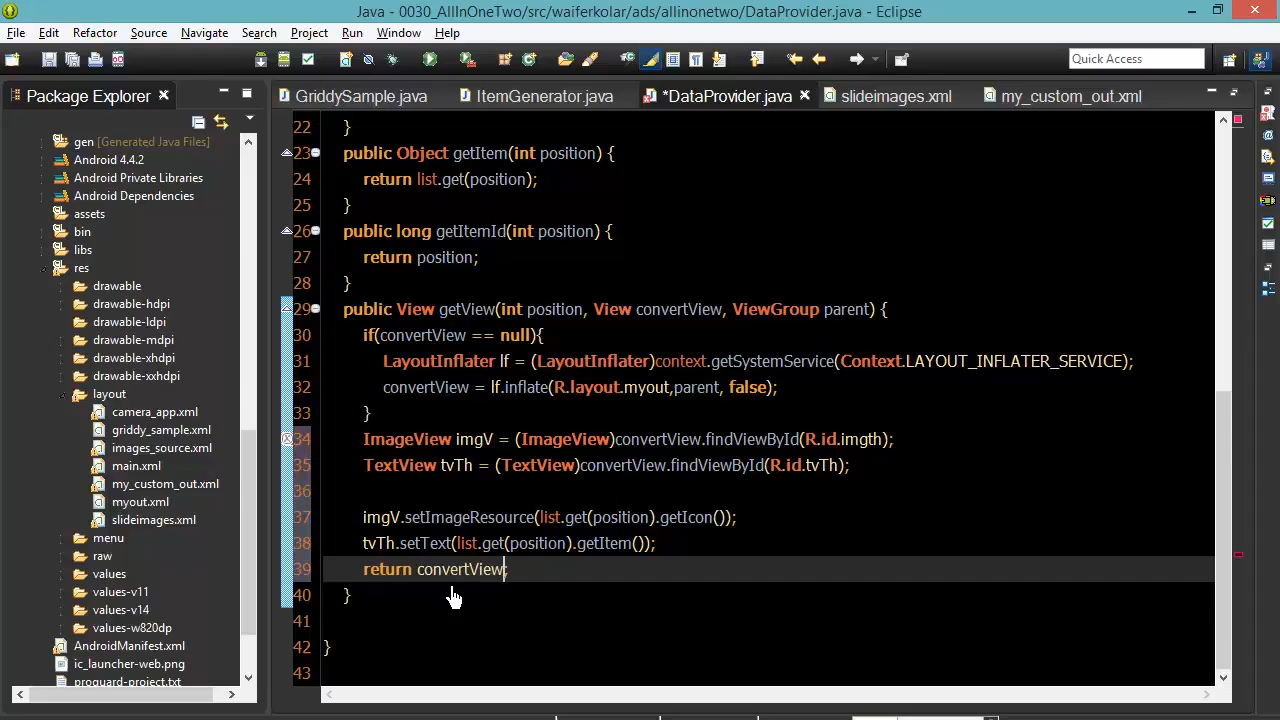 Java - 0030_AllInOneTwo/src/waiferkolar/ads/allinonetwo/DataProvider.java - Eclipse
File Edit Refactor Source Navigate Search Project Run Window Help
Quick Access
Package Explorer
GriddySample.java ItemGenerator.java *DataProvider.java slideimages.xml my_custom_out.xml
gen [Generated Java Files]
Android 4.4.2
Android Private Libraries
Android Dependencies
assets
bin
libs
res
drawable
drawable-hdpi
drawable-ldpi
drawable-mdpi
drawable-xhdpi
drawable-xxhdpi
layout
camera_app.xml
griddy_sample.xml
images_source.xml
main.xml
my_custom_out.xml
myout.xml
slideimages.xml
menu
raw
values
values-v11
values-v14
values-w820dp
AndroidManifest.xml
ic_launcher-web.png
proguard-project.txt
22 }
23 public Object getItem(int position) {
24 return list.get(position);
25 }
26 public long getItemId(int position) {
27 return position;
28 }
29 public View getView(int position, View convertView, ViewGroup parent) {
30 if(convertView == null){
31 LayoutInflater lf = (LayoutInflater)context.getSystemService(Context.LAYOUT_INFLATER_SERVICE);
32 convertView = lf.inflate(R.layout.myout,parent, false);
33 }
34 ImageView imgV = (ImageView)convertView.findViewById(R.id.imgth);
35 TextView tvTh = (TextView)convertView.findViewById(R.id.tvTh);
36
37 imgV.setImageResource(list.get(position).getIcon());
38 tvTh.setText(list.get(position).getItem());
39 return convertView;
40 }
41
42 }
43